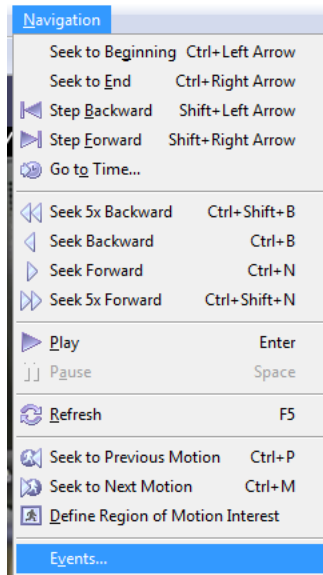 Navigation
Seek to Beginning Ctrl+Left Arrow
Seek to End Ctrl+Right Arrow
Step Backward Shift+Left Arrow
Step Forward Shift+Right Arrow
Go to Time...
Seek 5x Backward Ctrl+Shift+B
Seek Backward Ctrl+B
Seek Forward Ctrl+N
Seek 5x Forward Ctrl+Shift+N
Play Enter
Pause Space
Refresh F5
Seek to Previous Motion Ctrl+P
Seek to Next Motion Ctrl+M
Define Region of Motion Interest
Events...